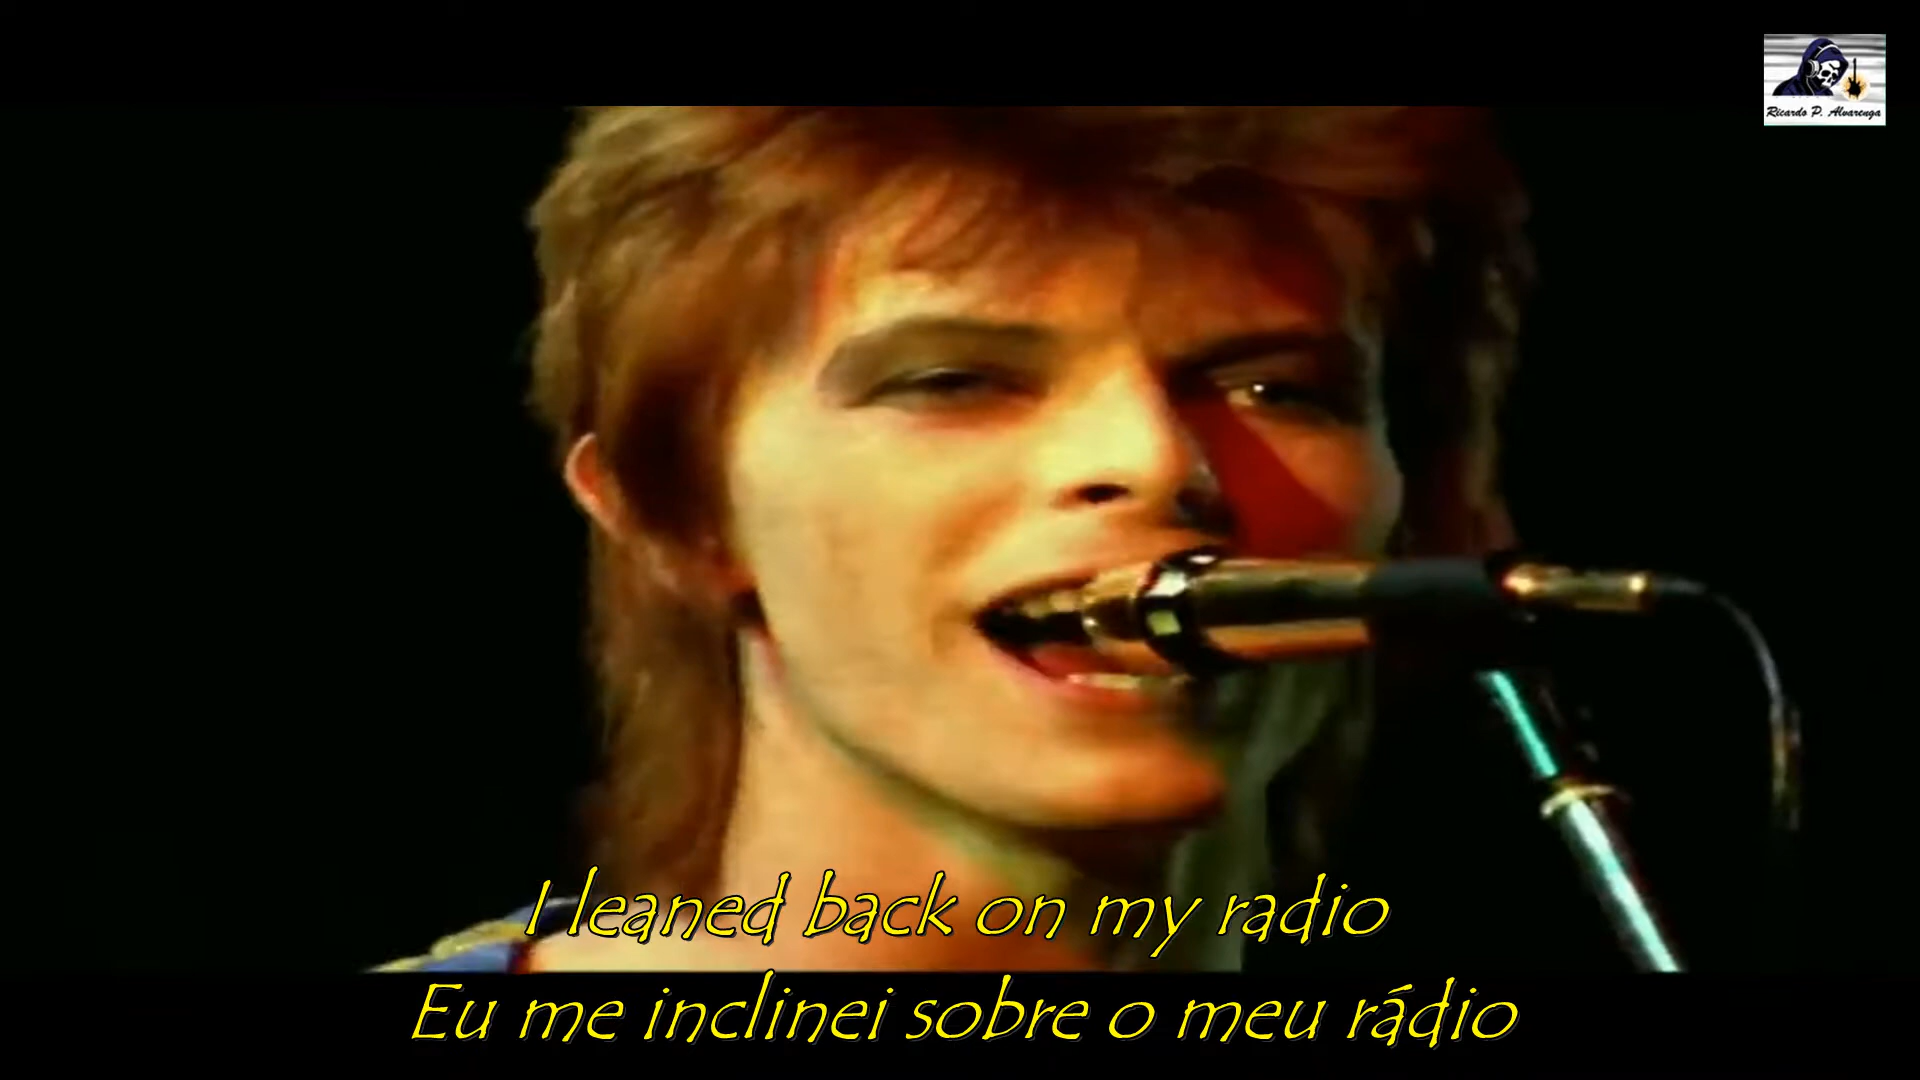 Ricardo P. Alvarenga
I leaned back on my radio
Eu me inclinei sobre o meu rádio